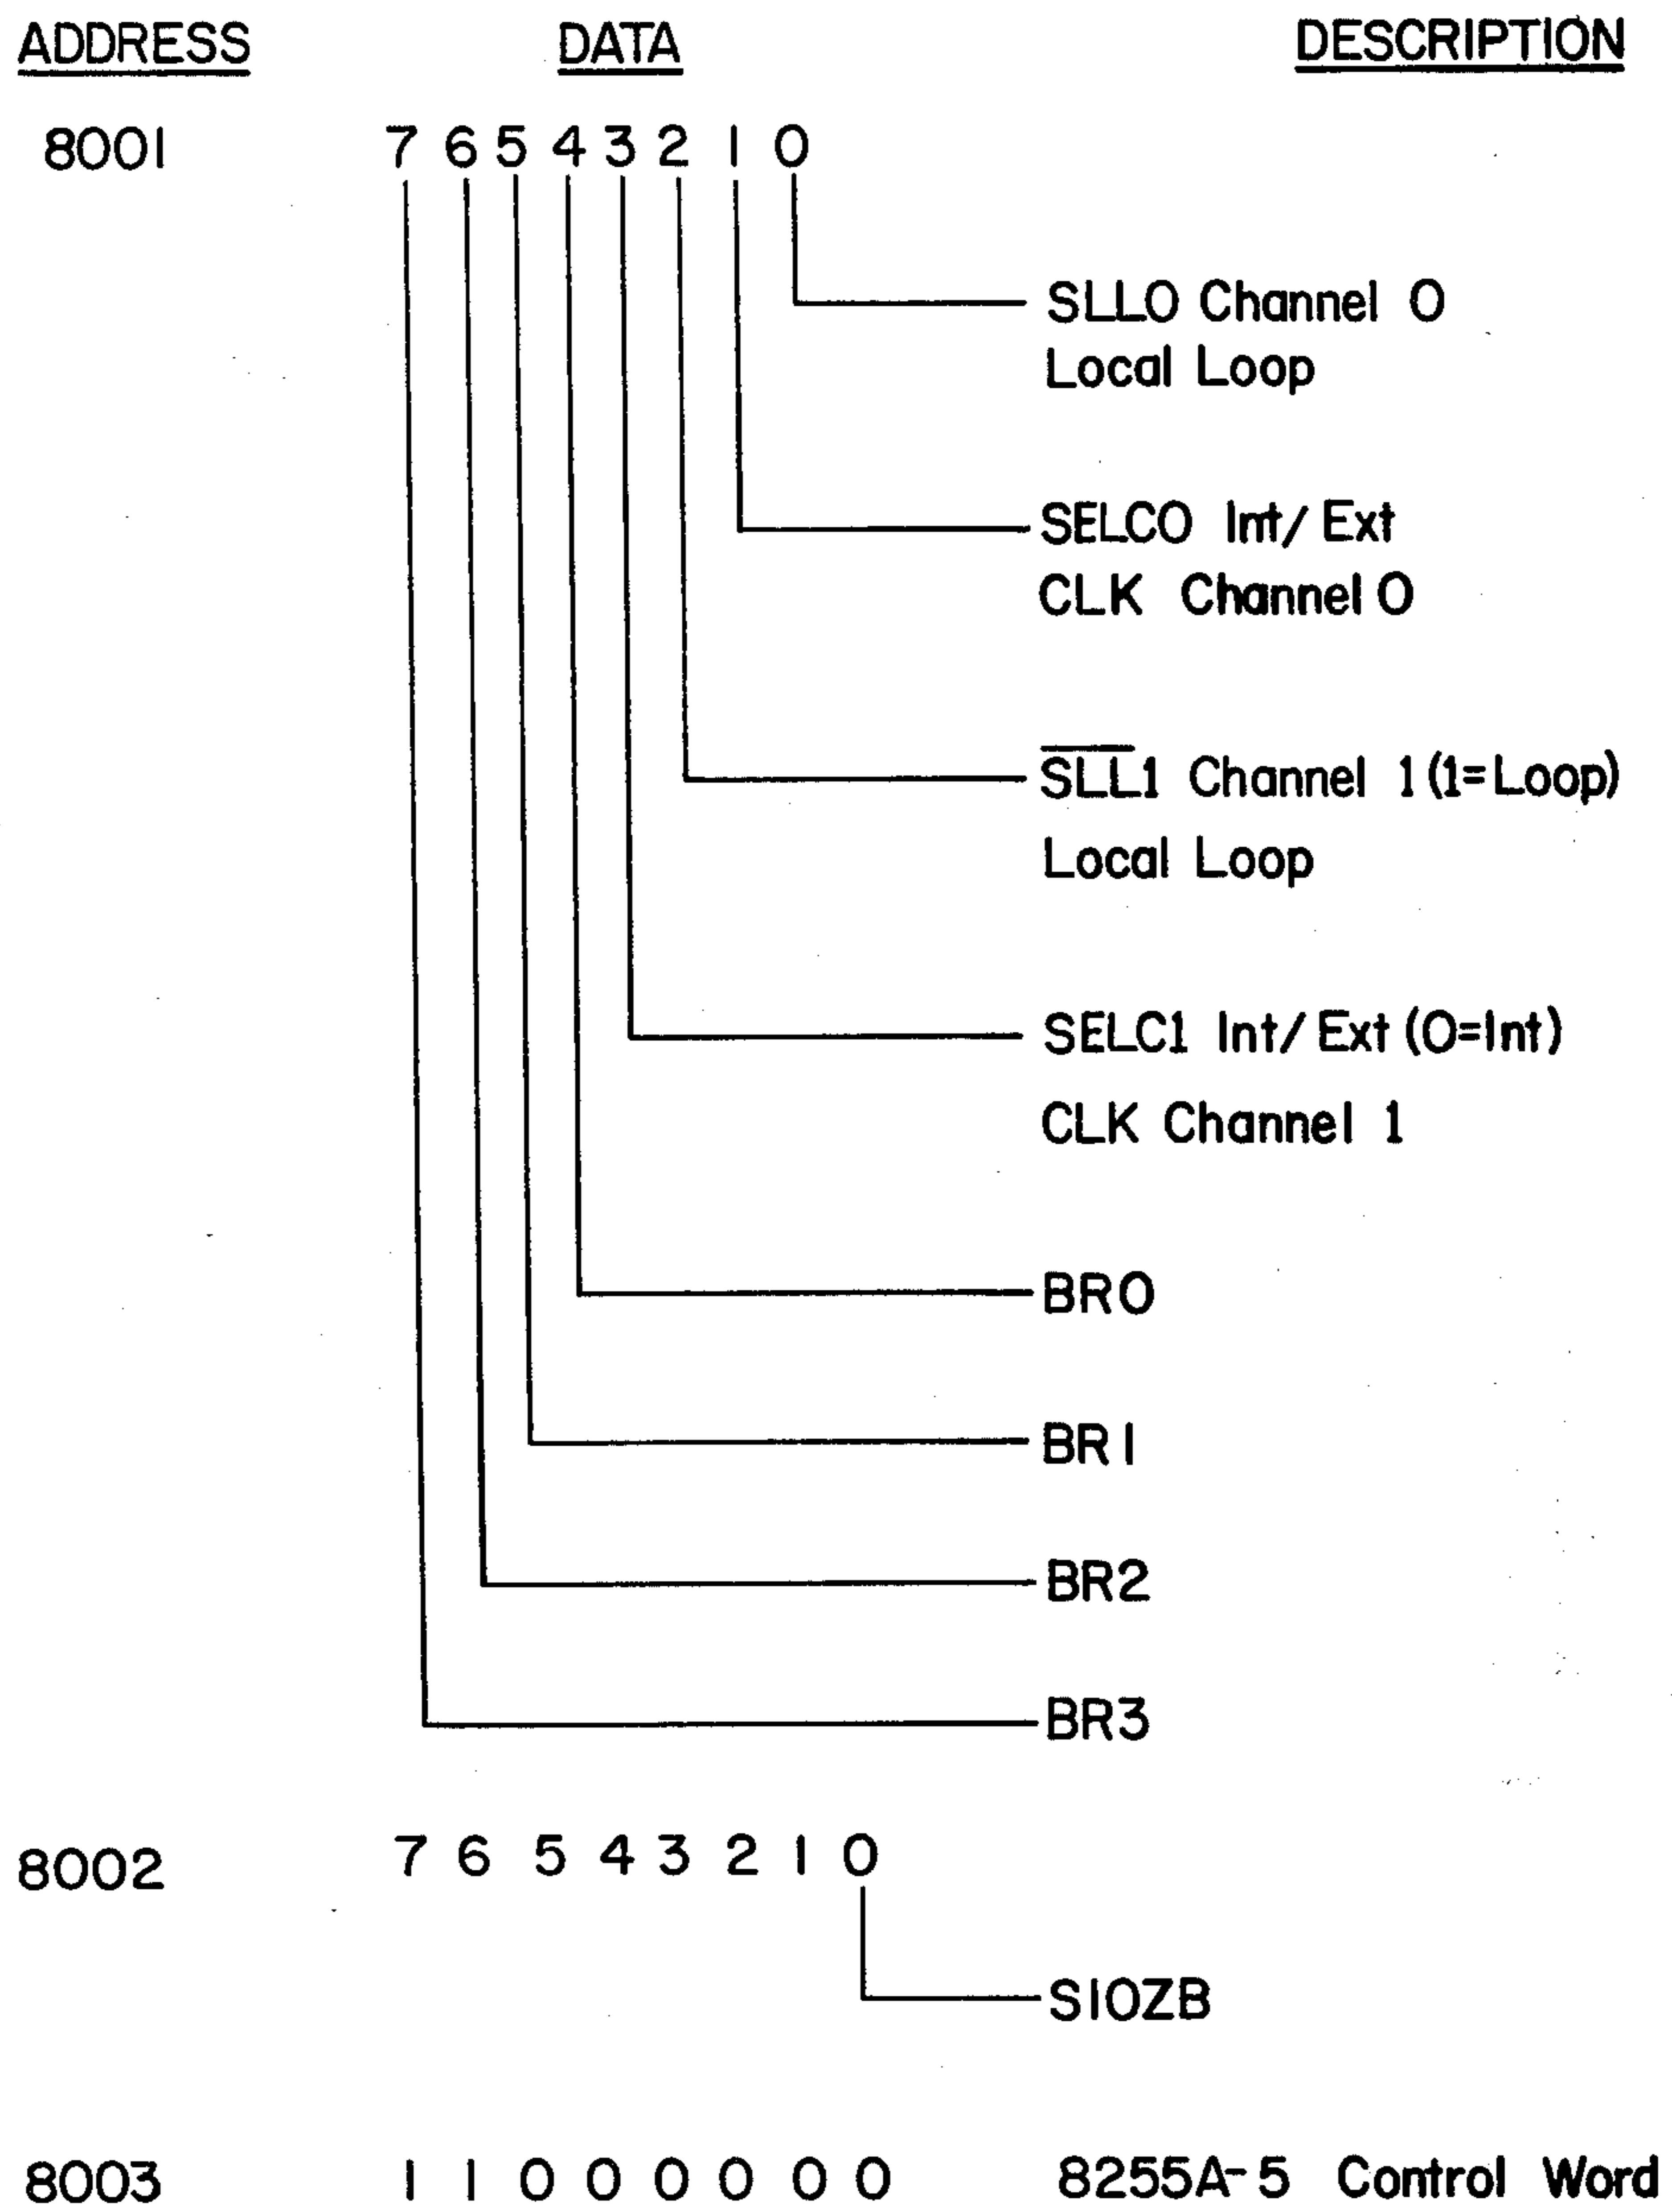 ADDRESS DATA DESCRIPTION
8001 7 6 5 4 3 2 1 0
SLL0 Channel 0
Local Loop
SELC0 Int/Ext
CLK Channel 0
S̅L̅L̅1 Channel 1 (1=Loop)
Local Loop
SELC1 Int/Ext (0=Int)
CLK Channel 1
BR0
BR1
BR2
BR3
8002 7 6 5 4 3 2 1 0
SIOZB
8003 1 1 0 0 0 0 0 0 8255A-5 Control Word